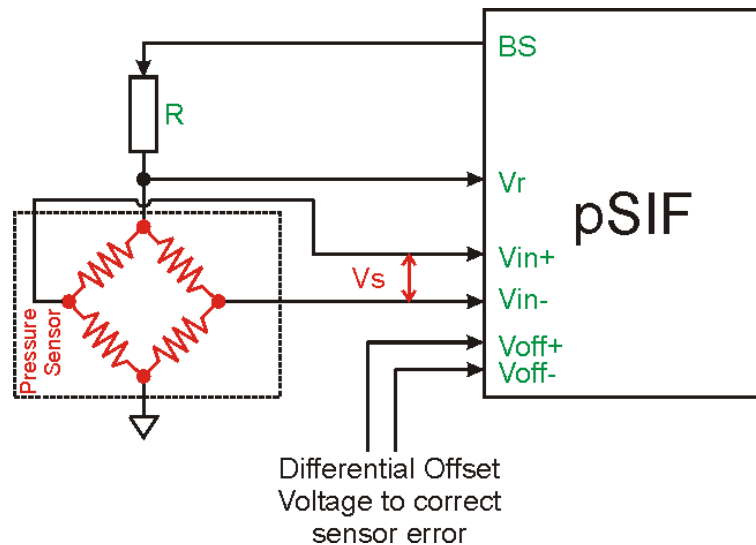 BS
R
Vr
pSIF
Vin+
Vs
Vin-
Pressure
Sensor
Voff+
Voff-
Differential Offset
Voltage to correct
sensor error